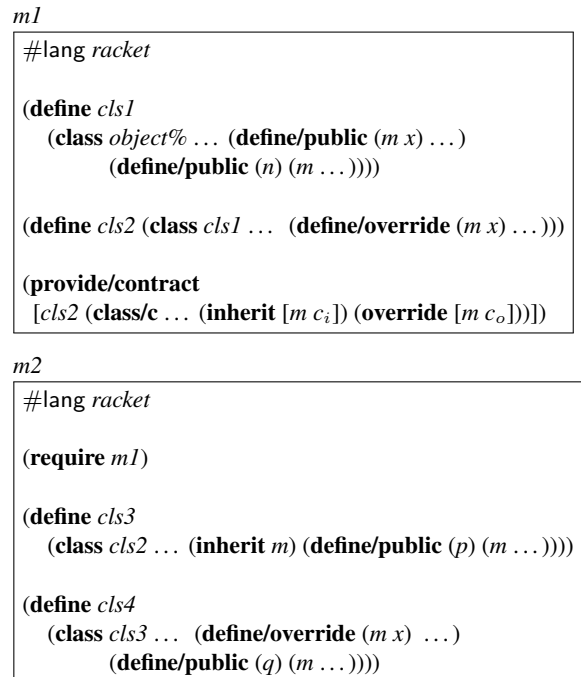 m1
#lang racket
(define cls1
(class object% ... (define/public (m x) ...)
(define/public (n) (m ...))))
(define cls2 (class cls1 ... (define/override (m x) ...)))
(provide/contract
[cls2 (class/c ... (inherit [m ci]) (override [m co]))])
m2
#lang racket
(require m1)
(define cls3
(class cls2 ... (inherit m) (define/public (p) (m ...))))
(define cls4
(class cls3 ... (define/override (m x) ...)
(define/public (q) (m ...))))